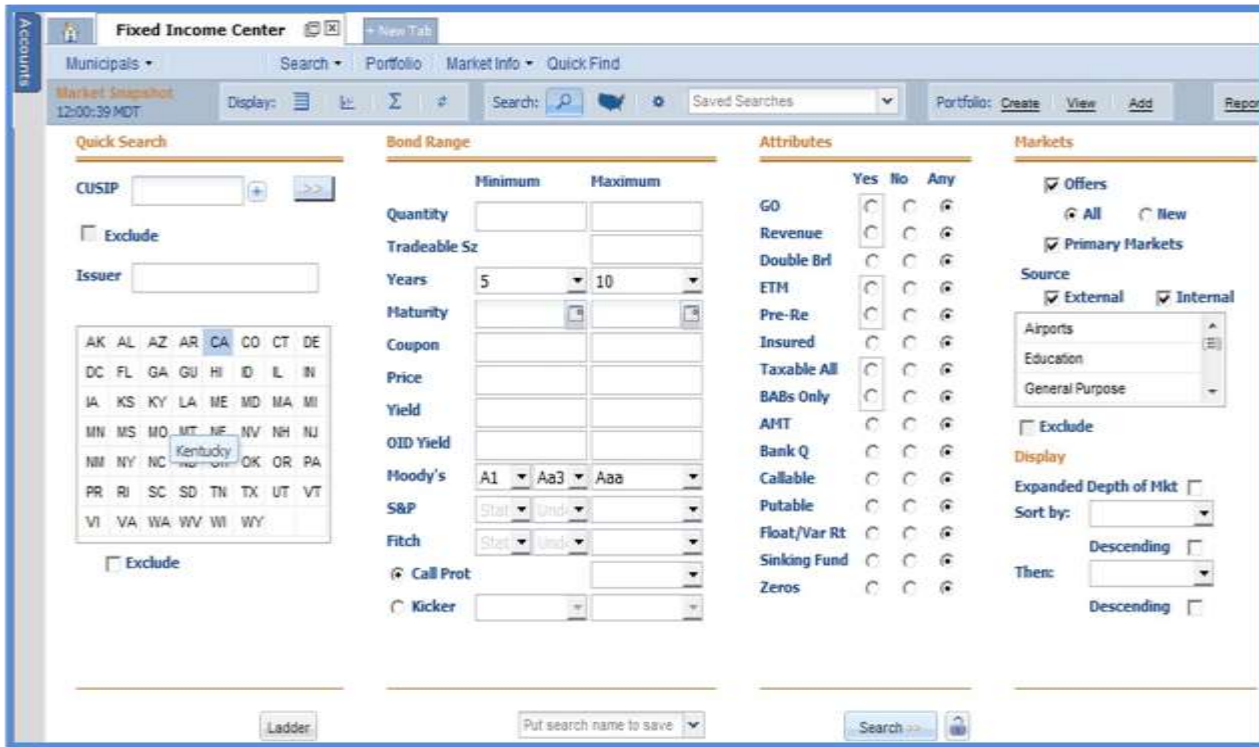 Accounts
Fixed Income Center
+ New Tab
Municipals Search Portfolio Market Info Quick Find
Market Snapshot
12:00:39 MDT
Display: Search: Saved Searches Portfolio: Create View Add Repor
Quick Search
CUSIP >>
Exclude
Issuer
AK AL AZ AR CA CO CT DE
DC FL GA GU HI ID IL IN
IA KS KY LA ME MD MA MI
MN MS MO MT NE NV NH NJ
Kentucky
NM NY NC OK OR PA
PR RI SC SD TN TX UT VT
VI VA WA WV WI WY
Exclude
Ladder
Bond Range
Minimum Maximum
Quantity
Tradeable Sz
Years 5 10
Maturity
Coupon
Price
Yield
OID Yield
Moody's A1 Aa3 Aaa
S&P Stat Und
Fitch Stat Und
Call Prot
Kicker
Put search name to save
Attributes
Yes No Any
GO
Revenue
Double Brl
ETM
Pre-Re
Insured
Taxable All
BABs Only
AMT
Bank Q
Callable
Putable
Float/Var Rt
Sinking Fund
Zeros
Search >>
Markets
Offers
All New
Primary Markets
Source
External Internal
Airports
Education
General Purpose
Exclude
Display
Expanded Depth of Mkt
Sort by:
Descending
Then:
Descending